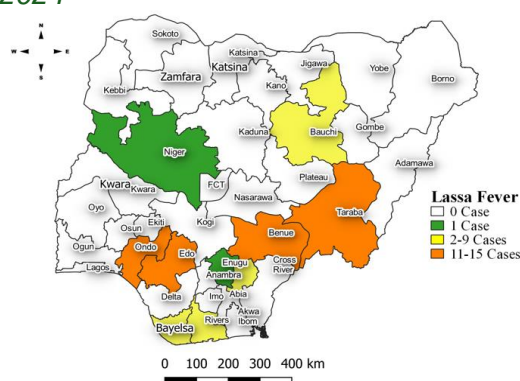 2024
N
W E
S
Sokoto
Katsina
Jigawa
Zamfara
Katsina
Yobe
Borno
Kebbi
Kano
Niger
Kaduna
Bauchi
Gombe
Adamawa
Kwara
Kwara
FCT
Plateau
Nasarawa
Taraba
Oyo
Osun
Ekiti
Kogi
Benue
Ogun
Ondo
Edo
Enugu
Cross
River
Lagos
Anambra
Delta
Imo
Abia
Bayelsa
Rivers
Akwa
Ibom
Lassa Fever
0 Case
1 Case
2-9 Cases
11-15 Cases
0 100 200 300 400 km